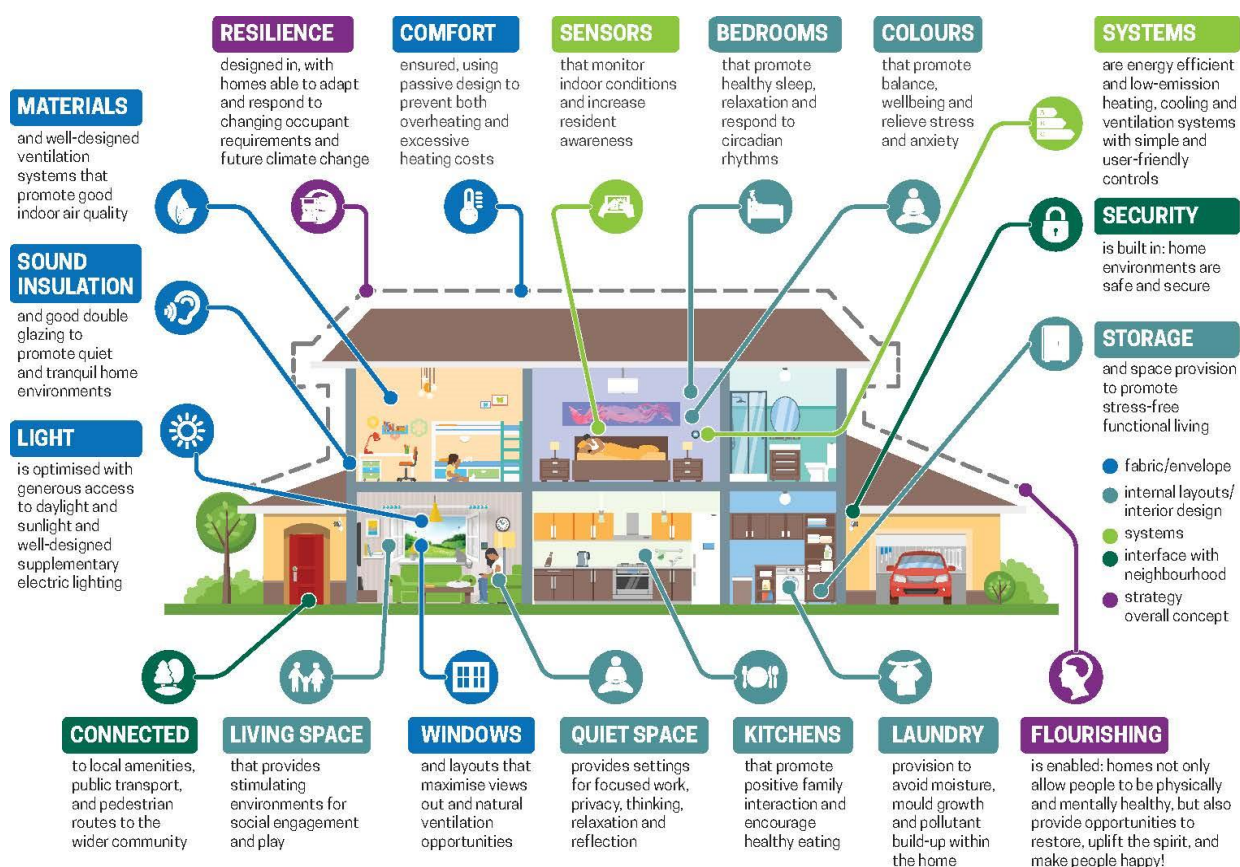 RESILIENCE
designed in, with
homes able to adapt
and respond to
changing occupant
requirements and
future climate change
COMFORT
ensured, using
passive design to
prevent both
overheating and
excessive
heating costs
SENSORS
that monitor
indoor conditions
and increase
resident
awareness
BEDROOMS
that promote
healthy sleep,
relaxation and
respond to
circadian
rhythms
COLOURS
that promote
balance,
wellbeing and
relieve stress
and anxiety
SYSTEMS
are energy efficient
and low-emission
heating, cooling and
ventilation systems
with simple and
user-friendly
controls
MATERIALS
and well-designed
ventilation
systems that
promote good
indoor air quality
SECURITY
is built in: home
environments are
safe and secure
SOUND
INSULATION
and good double
glazing to
promote quiet
and tranquil home
environments
STORAGE
and space provision
to promote
stress-free
functional living
LIGHT
is optimised with
generous access
to daylight and
sunlight and
well-designed
supplementary
electric lighting
fabric/envelope
internal layouts/
interior design
systems
interface with
neighbourhood
strategy
overall concept
CONNECTED
to local amenities,
public transport,
and pedestrian
routes to the
wider community
LIVING SPACE
that provides
stimulating
environments for
social engagement
and play
WINDOWS
and layouts that
maximise views
out and natural
ventilation
opportunities
QUIET SPACE
provides settings
for focused work,
privacy, thinking,
relaxation and
reflection
KITCHENS
that promote
positive family
interaction and
encourage
healthy eating
LAUNDRY
provision to
avoid moisture,
mould growth
and pollutant
build-up within
the home
FLOURISHING
is enabled: homes not only
allow people to be physically
and mentally healthy, but also
provide opportunities to
restore, uplift the spirit, and
make people happy!